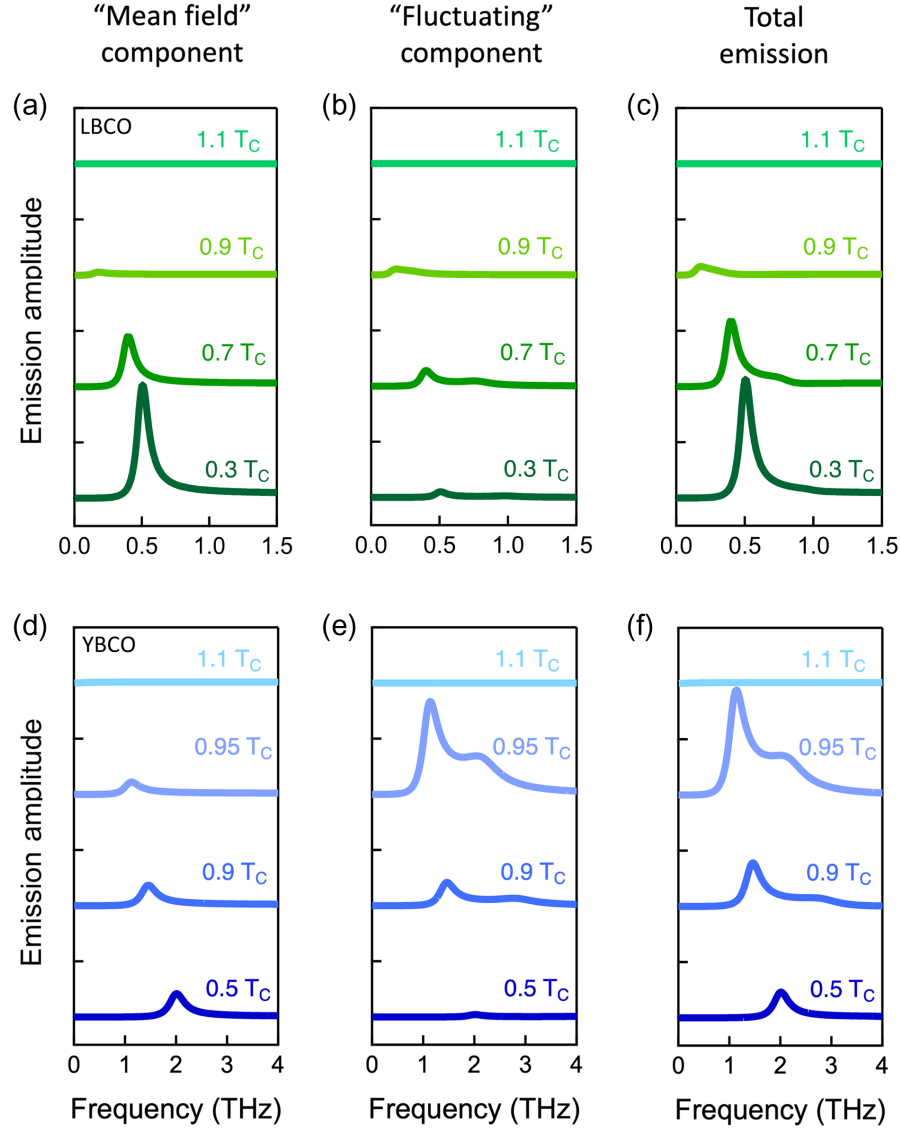 “Mean field”
component
“Fluctuating”
component
Total
emission
(a)
LBCO
1.1 TC
0.9 TC
0.7 TC
0.3 TC
Emission amplitude
0.0 0.5 1.0 1.5
(b)
1.1 TC
0.9 TC
0.7 TC
0.3 TC
0.0 0.5 1.0 1.5
(c)
1.1 TC
0.9 TC
0.7 TC
0.3 TC
0.0 0.5 1.0 1.5
(d)
YBCO
1.1 TC
0.95 TC
0.9 TC
0.5 TC
Emission amplitude
0 1 2 3 4
Frequency (THz)
(e)
1.1 TC
0.95 TC
0.9 TC
0.5 TC
0 1 2 3 4
Frequency (THz)
(f)
1.1 TC
0.95 TC
0.9 TC
0.5 TC
0 1 2 3 4
Frequency (THz)